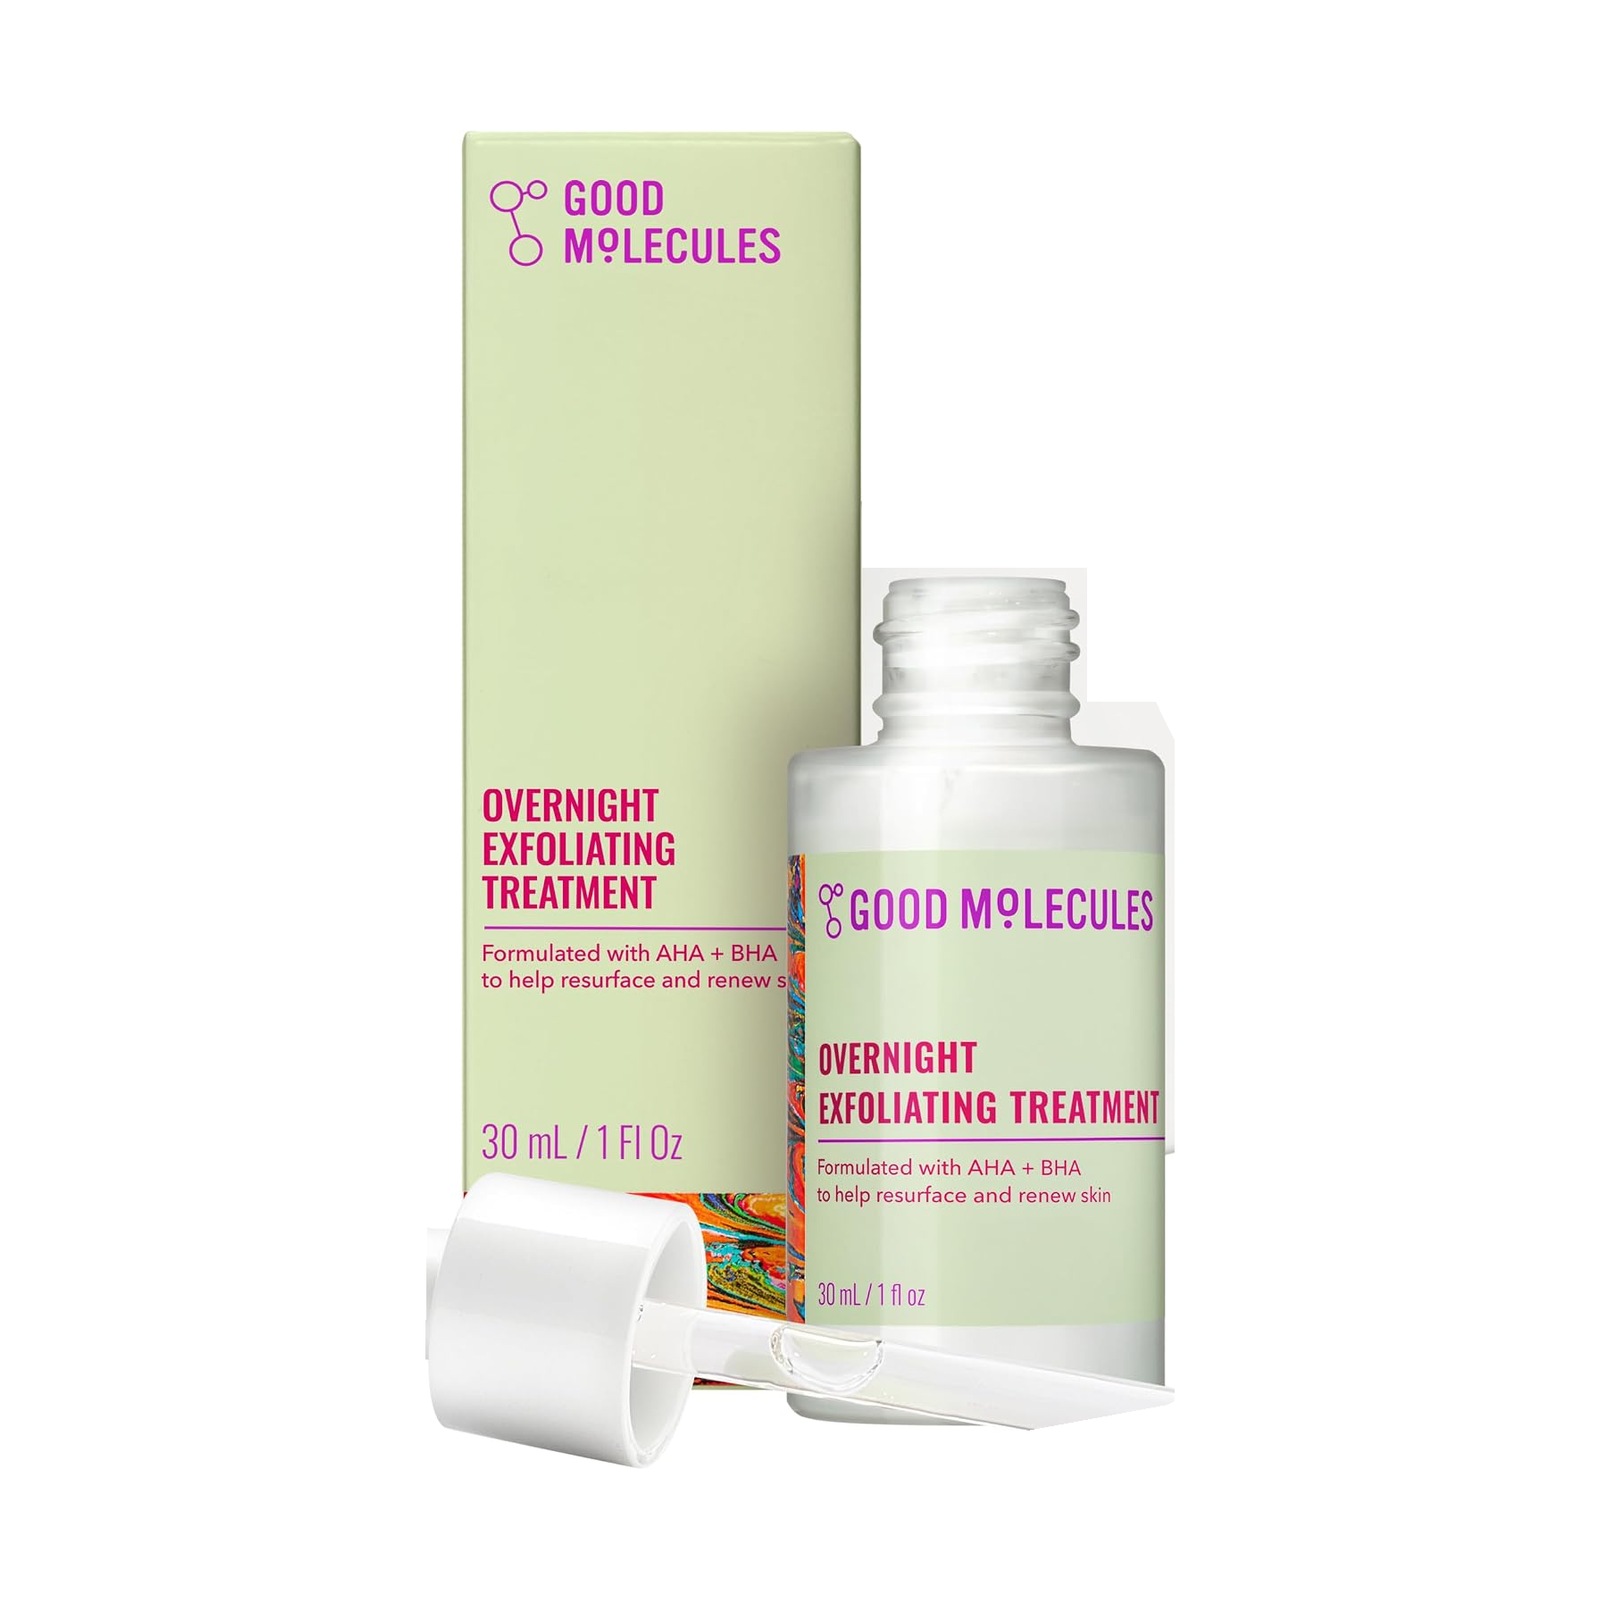 GOOD
MOLECULES
OVERNIGHT
EXFOLIATING
TREATMENT
Formulated with AHA + BHA
to help resurface and renew s
30 mL / 1 Fl Oz
GOOD MOLECULES
OVERNIGHT
EXFOLIATING TREATMENT
Formulated with AHA + BHA
to help resurface and renew skin
30 mL / 1 fl oz